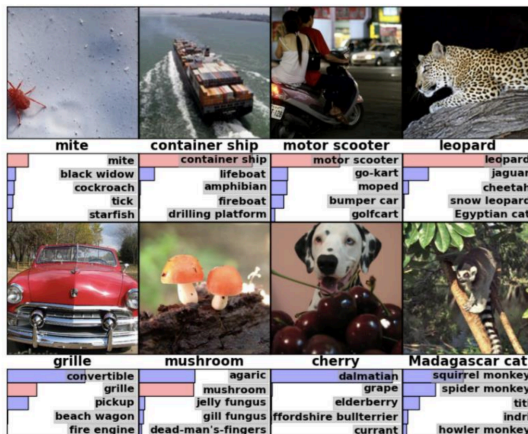 mite
container ship
motor scooter
leopard
mite
black widow
cockroach
tick
starfish
container ship
lifeboat
amphibian
fireboat
drilling platform
motor scooter
go-kart
moped
bumper car
golfcart
leopard
jaguar
cheetah
snow leopard
Egyptian cat
grille
mushroom
cherry
Madagascar cat
convertible
grille
pickup
beach wagon
fire engine
agaric
mushroom
jelly fungus
gill fungus
dead-man's-fingers
dalmatian
grape
elderberry
ffordshire bullterrier
currant
squirrel monkey
spider monkey
titi
indri
howler monkey